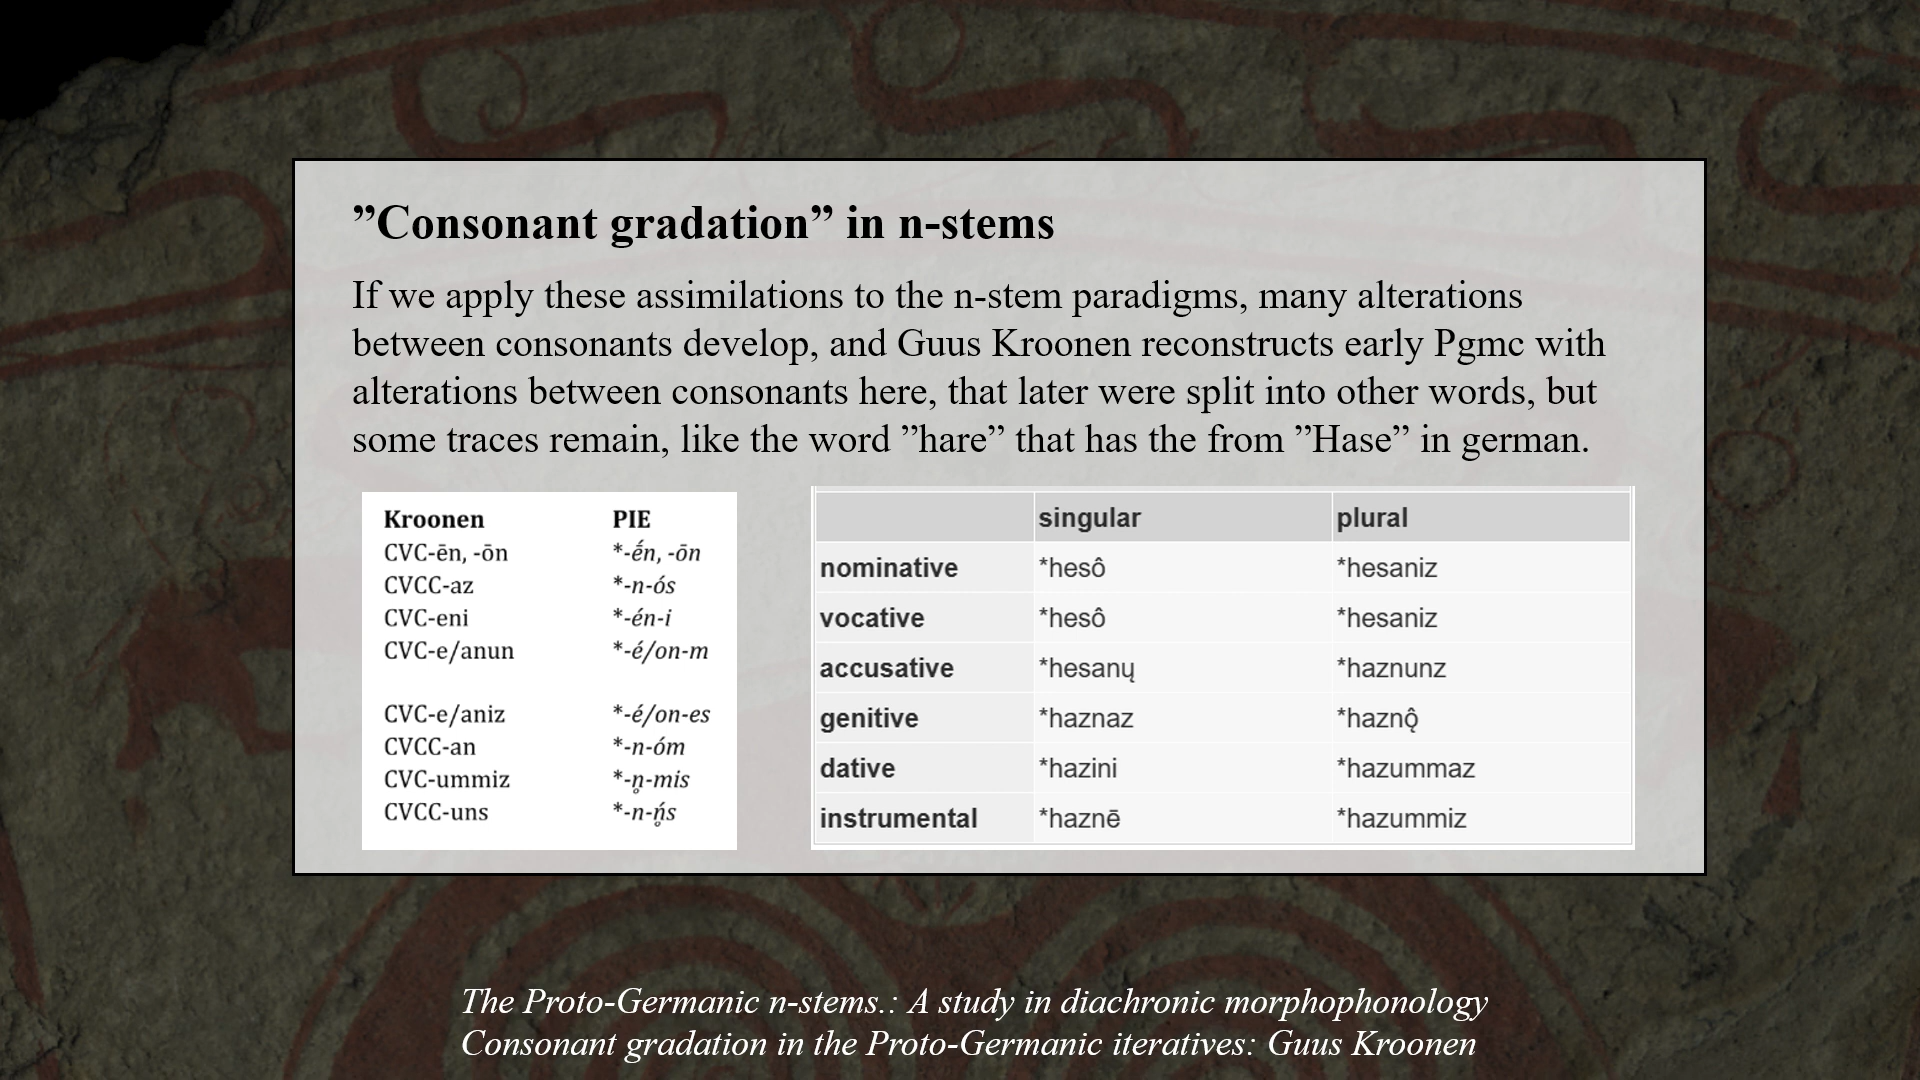 ”Consonant gradation” in n-stems
If we apply these assimilations to the n-stem paradigms, many alterations
between consonants develop, and Guus Kroonen reconstructs early Pgmc with
alterations between consonants here, that later were split into other words, but
some traces remain, like the word ”hare” that has the from ”Hase” in german.
Kroonen PIE
CVC-ēn, -ōn *-ḗn, -ōn
CVCC-az *-n-ós
CVC-eni *-én-i
CVC-e/anun *-é/on-m
CVC-e/aniz *-é/on-es
CVCC-an *-n-óm
CVC-ummiz *-n̥-mis
CVCC-uns *-n-ń̥s
singular plural
nominative *hesô *hesaniz
vocative *hesô *hesaniz
accusative *hesanų *haznunz
genitive *haznaz *haznǫ̂
dative *hazini *hazummaz
instrumental *haznē *hazummiz
The Proto-Germanic n-stems.: A study in diachronic morphophonology
Consonant gradation in the Proto-Germanic iteratives: Guus Kroonen